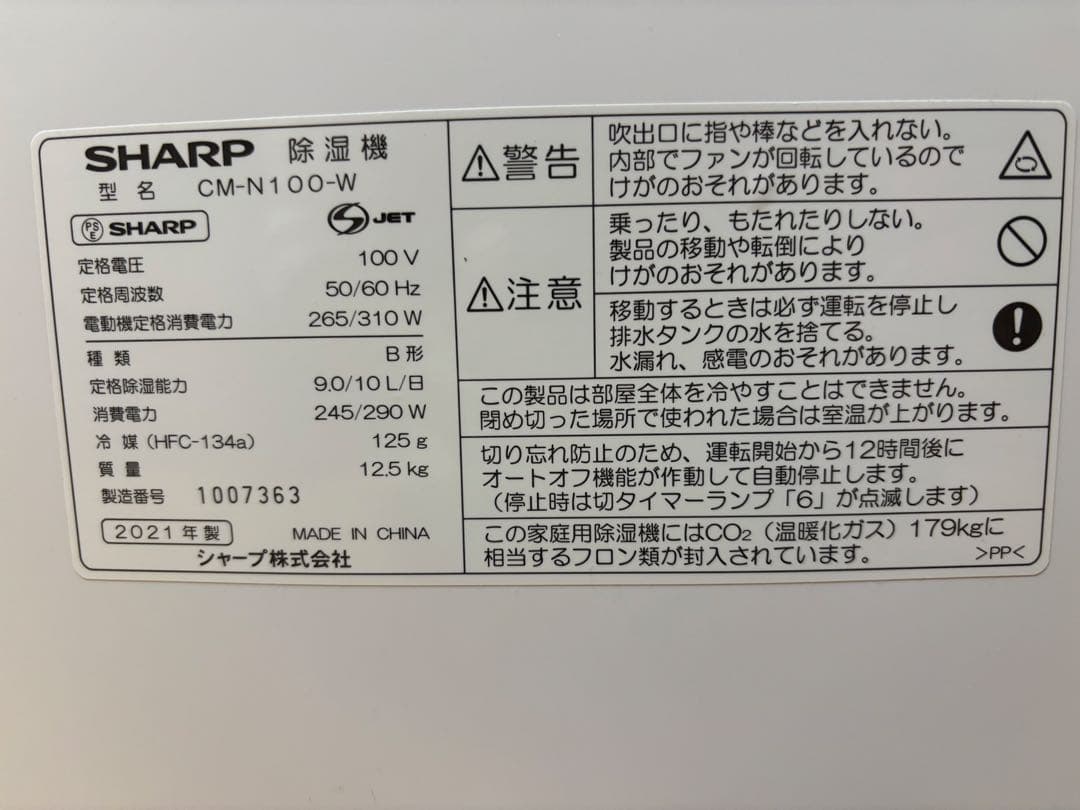 SHARP 除湿機
型名 CM-N100-W
PSE SHARP
S JET
定格電圧 100 V
定格周波数 50/60 Hz
電動機定格消費電力 265/310 W
種類 B形
定格除湿能力 9.0/10 L/日
消費電力 245/290 W
冷媒(HFC-134a) 125 g
質量 12.5 kg
製造番号 1007363
2021年製 MADE IN CHINA
シャープ株式会社
警告
吹出口に指や棒などを入れない。
内部でファンが回転しているので
けがのおそれがあります。
注意
乗ったり、もたれたりしない。
製品の移動や転倒により
けがのおそれがあります。
移動するときは必ず運転を停止し
排水タンクの水を捨てる。
水漏れ、感電のおそれがあります。
この製品は部屋全体を冷やすことはできません。
閉め切った場所で使われた場合は室温が上がります。
切り忘れ防止のため、運転開始から12時間後に
オートオフ機能が作動して自動停止します。
(停止時は切タイマーランプ「6」が点滅します)
この家庭用除湿機にはCO₂(温暖化ガス)179kgに
相当するフロン類が封入されています。 >PP<